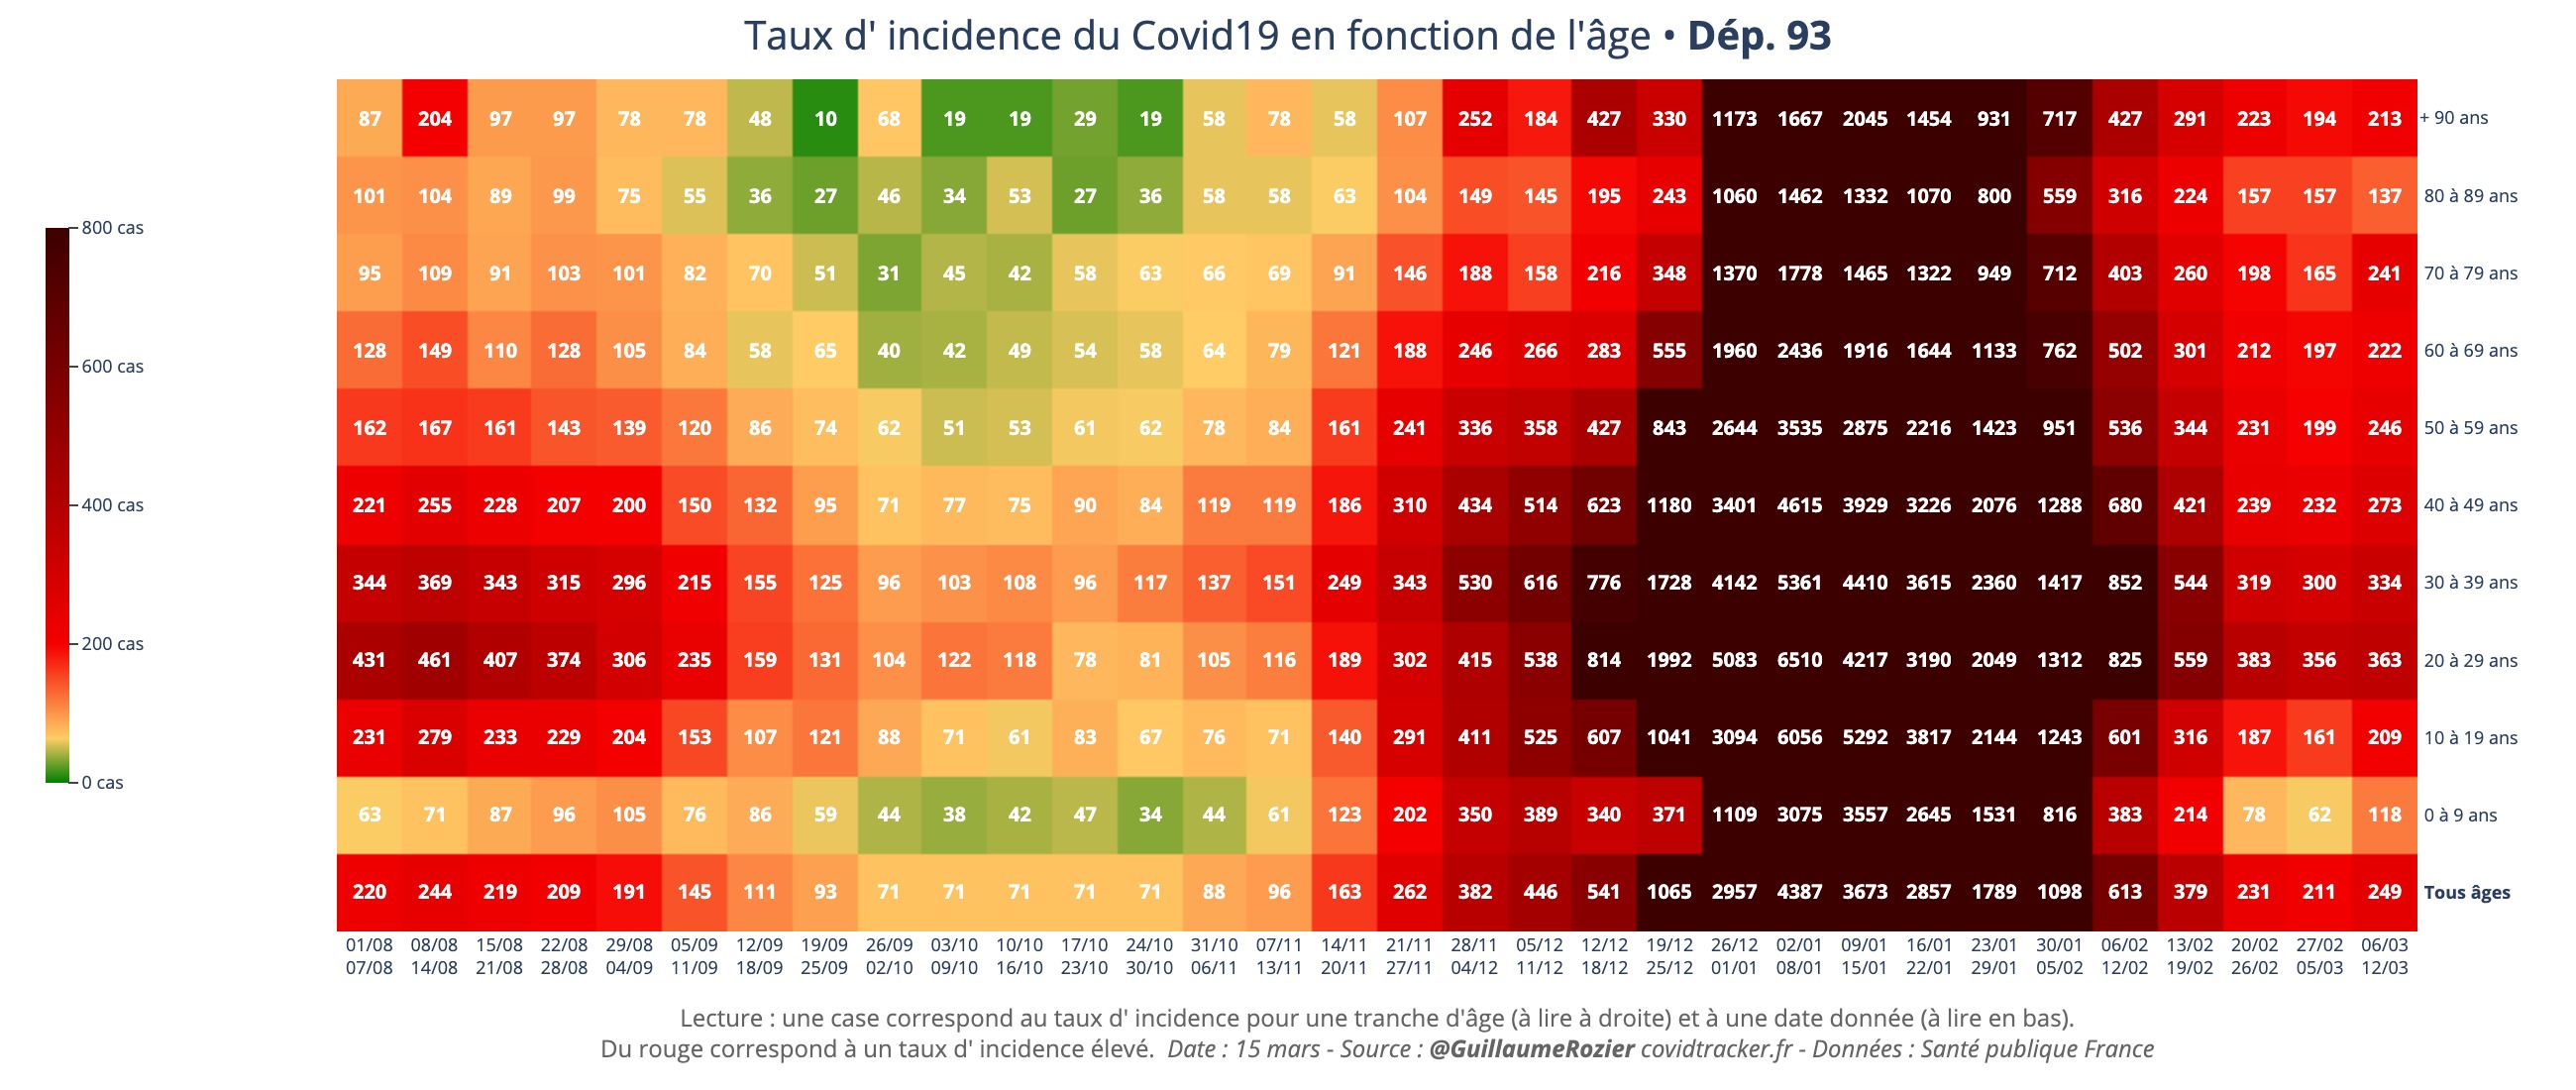 Taux d' incidence du Covid19 en fonction de l'âge • Dép. 93
87 204 97 97 78 78 48 10 68 19 19 29 19 58 78 58 107 252 184 427 330 1173 1667 2045 1454 931 717 427 291 223 194 213 + 90 ans
101 104 89 99 75 55 36 27 46 34 53 27 36 58 58 63 104 149 145 195 243 1060 1462 1332 1070 800 559 316 224 157 157 137 80 à 89 ans
800 cas
95 109 91 103 101 82 70 51 31 45 42 58 63 66 69 91 146 188 158 216 348 1370 1778 1465 1322 949 712 403 260 198 165 241 70 à 79 ans
128 149 110 128 105 84 58 65 40 42 49 54 58 64 79 121 188 246 266 283 555 1960 2436 1916 1644 1133 762 502 301 212 197 222 60 à 69 ans
600 cas
162 167 161 143 139 120 86 74 62 51 53 61 62 78 84 161 241 336 358 427 843 2644 3535 2875 2216 1423 951 536 344 231 199 246 50 à 59 ans
400 cas
221 255 228 207 200 150 132 95 71 77 75 90 84 119 119 186 310 434 514 623 1180 3401 4615 3929 3226 2076 1288 680 421 239 232 273 40 à 49 ans
344 369 343 315 296 215 155 125 96 103 108 96 117 137 151 249 343 530 616 776 1728 4142 5361 4410 3615 2360 1417 852 544 319 300 334 30 à 39 ans
200 cas
431 461 407 374 306 235 159 131 104 122 118 78 81 105 116 189 302 415 538 814 1992 5083 6510 4217 3190 2049 1312 825 559 383 356 363 20 à 29 ans
231 279 233 229 204 153 107 121 88 71 61 83 67 76 71 140 291 411 525 607 1041 3094 6056 5292 3817 2144 1243 601 316 187 161 209 10 à 19 ans
0 cas
63 71 87 96 105 76 86 59 44 38 42 47 34 44 61 123 202 350 389 340 371 1109 3075 3557 2645 1531 816 383 214 78 62 118 0 à 9 ans
220 244 219 209 191 145 111 93 71 71 71 71 71 88 96 163 262 382 446 541 1065 2957 4387 3673 2857 1789 1098 613 379 231 211 249 Tous âges
01/08 08/08 15/08 22/08 29/08 05/09 12/09 19/09 26/09 03/10 10/10 17/10 24/10 31/10 07/11 14/11 21/11 28/11 05/12 12/12 19/12 26/12 02/01 09/01 16/01 23/01 30/01 06/02 13/02 20/02 27/02 06/03
07/08 14/08 21/08 28/08 04/09 11/09 18/09 25/09 02/10 09/10 16/10 23/10 30/10 06/11 13/11 20/11 27/11 04/12 11/12 18/12 25/12 01/01 08/01 15/01 22/01 29/01 05/02 12/02 19/02 26/02 05/03 12/03
Lecture : une case correspond au taux d' incidence pour une tranche d'âge (à lire à droite) et à une date donnée (à lire en bas).
Du rouge correspond à un taux d' incidence élevé. Date : 15 mars - Source : @GuillaumeRozier covidtracker.fr - Données : Santé publique France